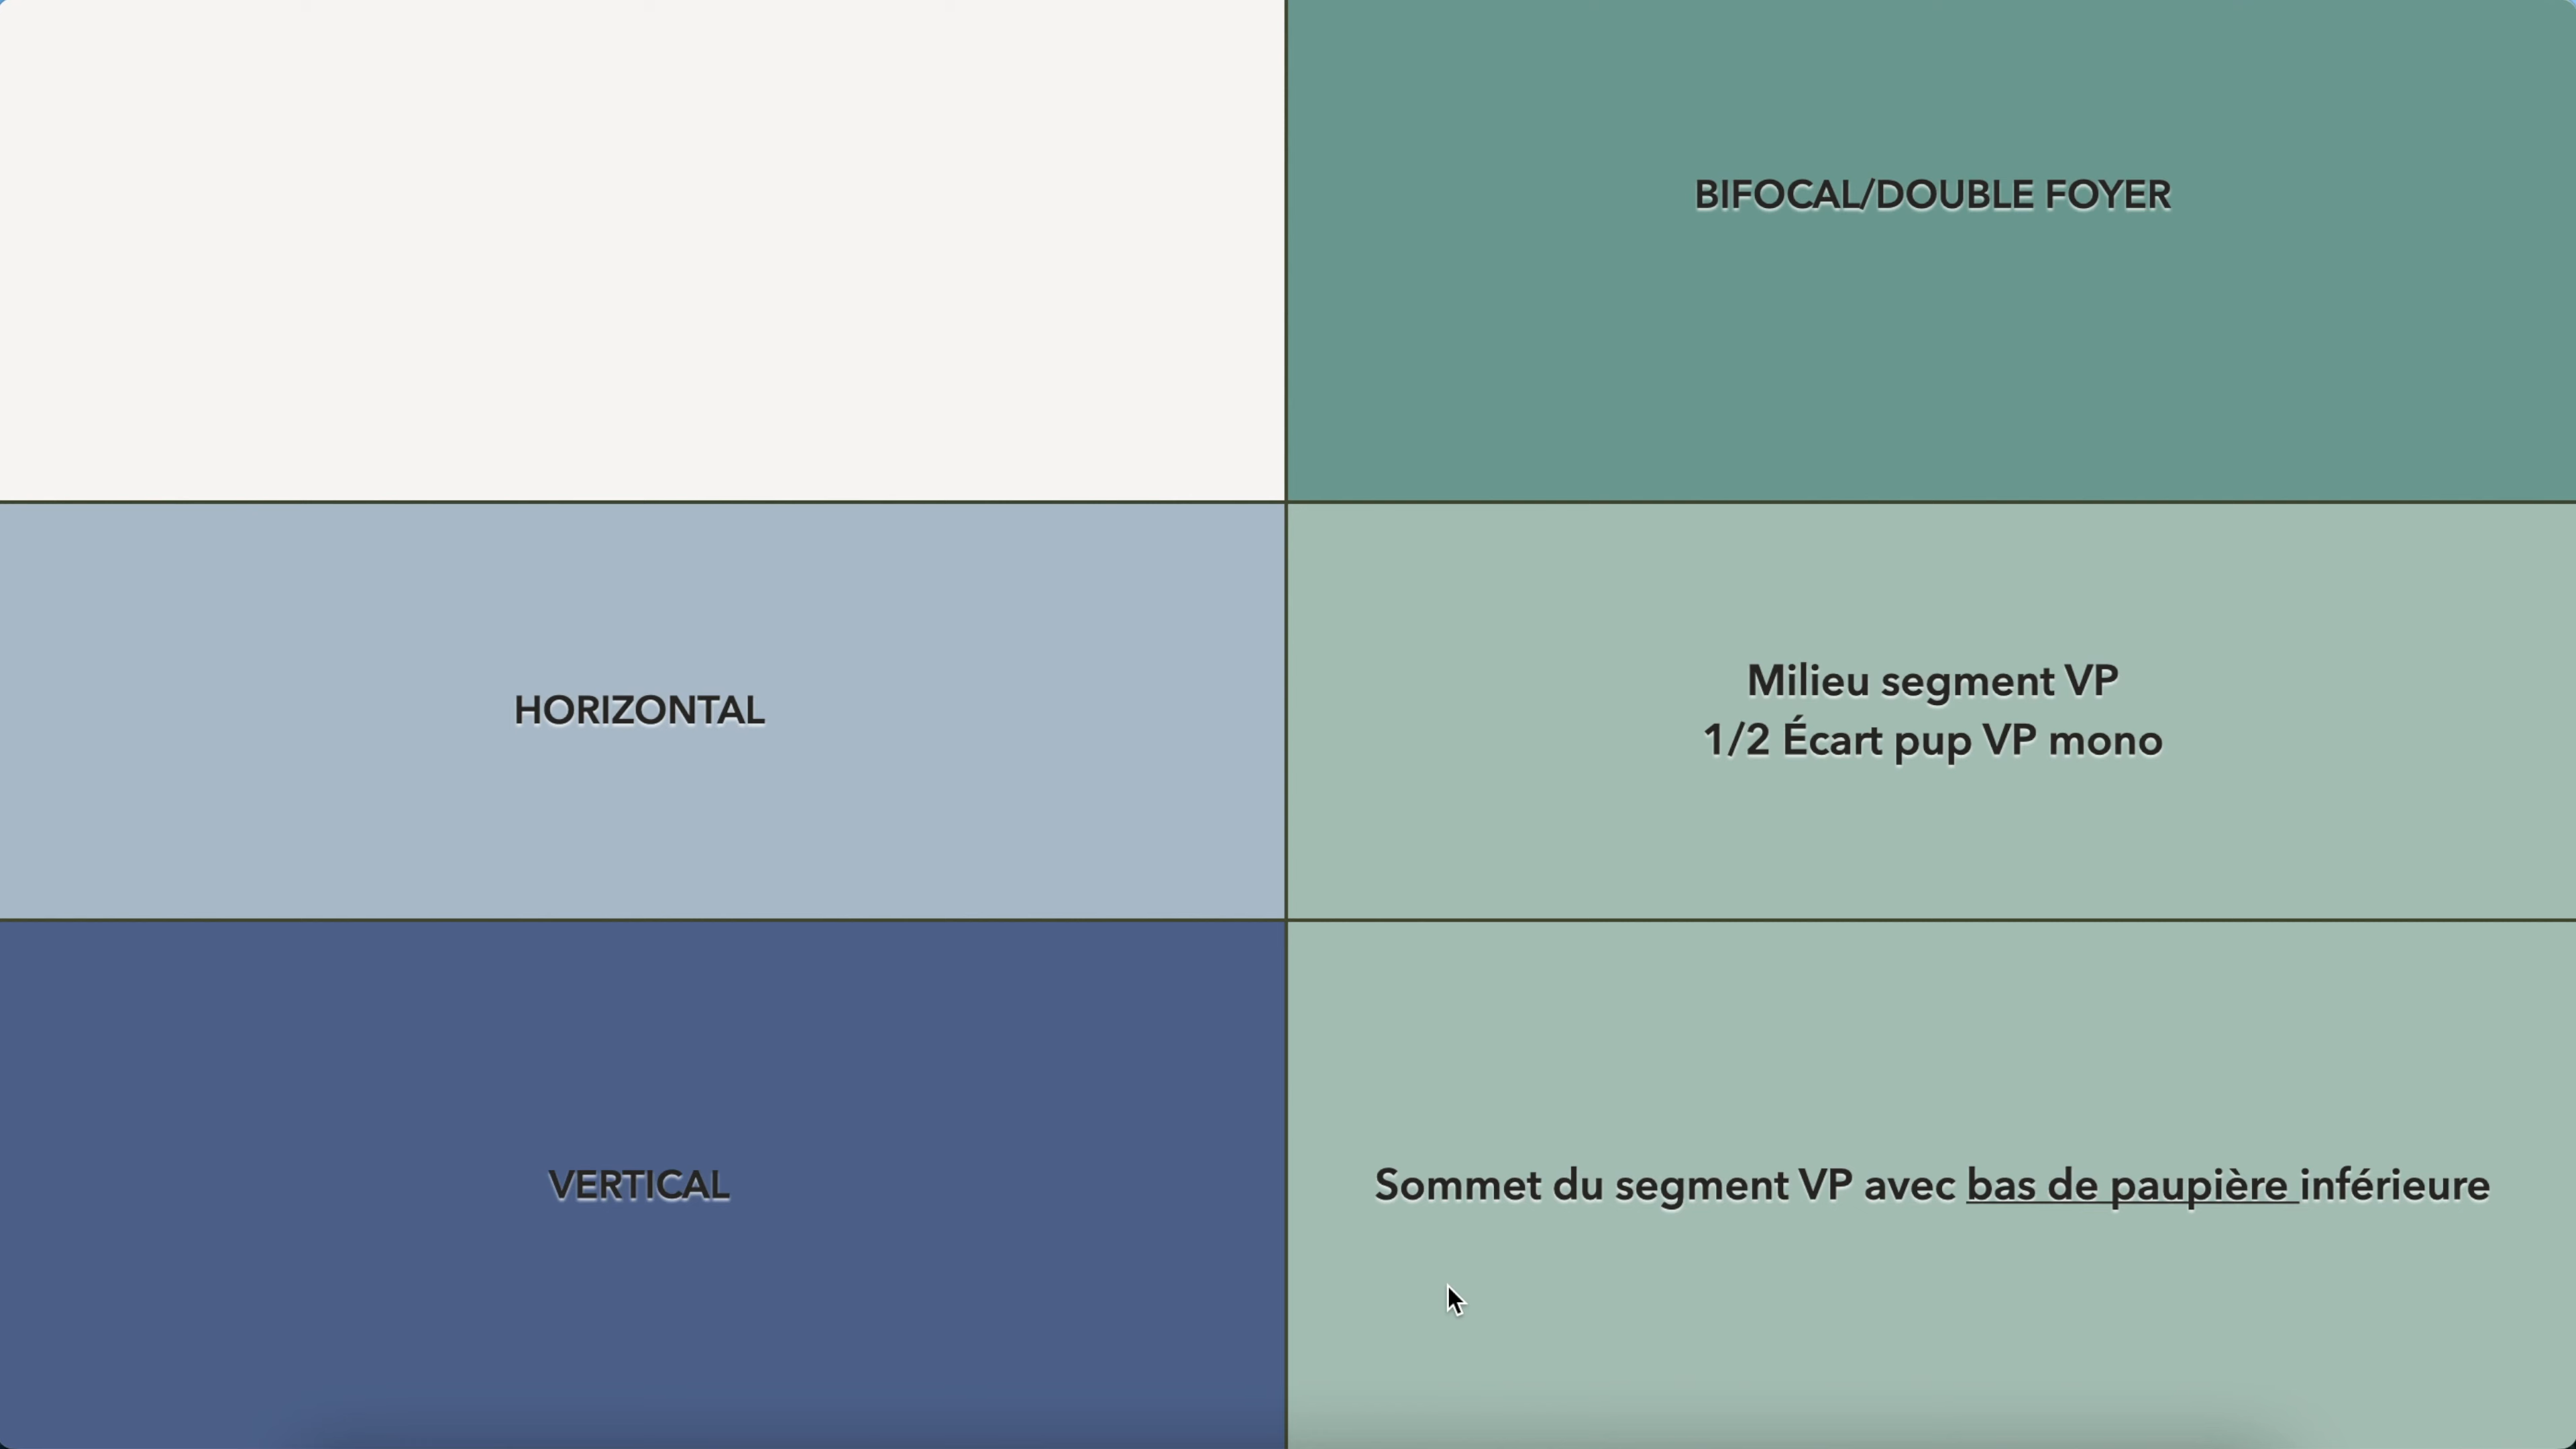 BIFOCAL/DOUBLE FOYER
HORIZONTAL
Milieu segment VP
1/2 Écart pup VP mono
VERTICAL
Sommet du segment VP avec bas de paupière inférieure